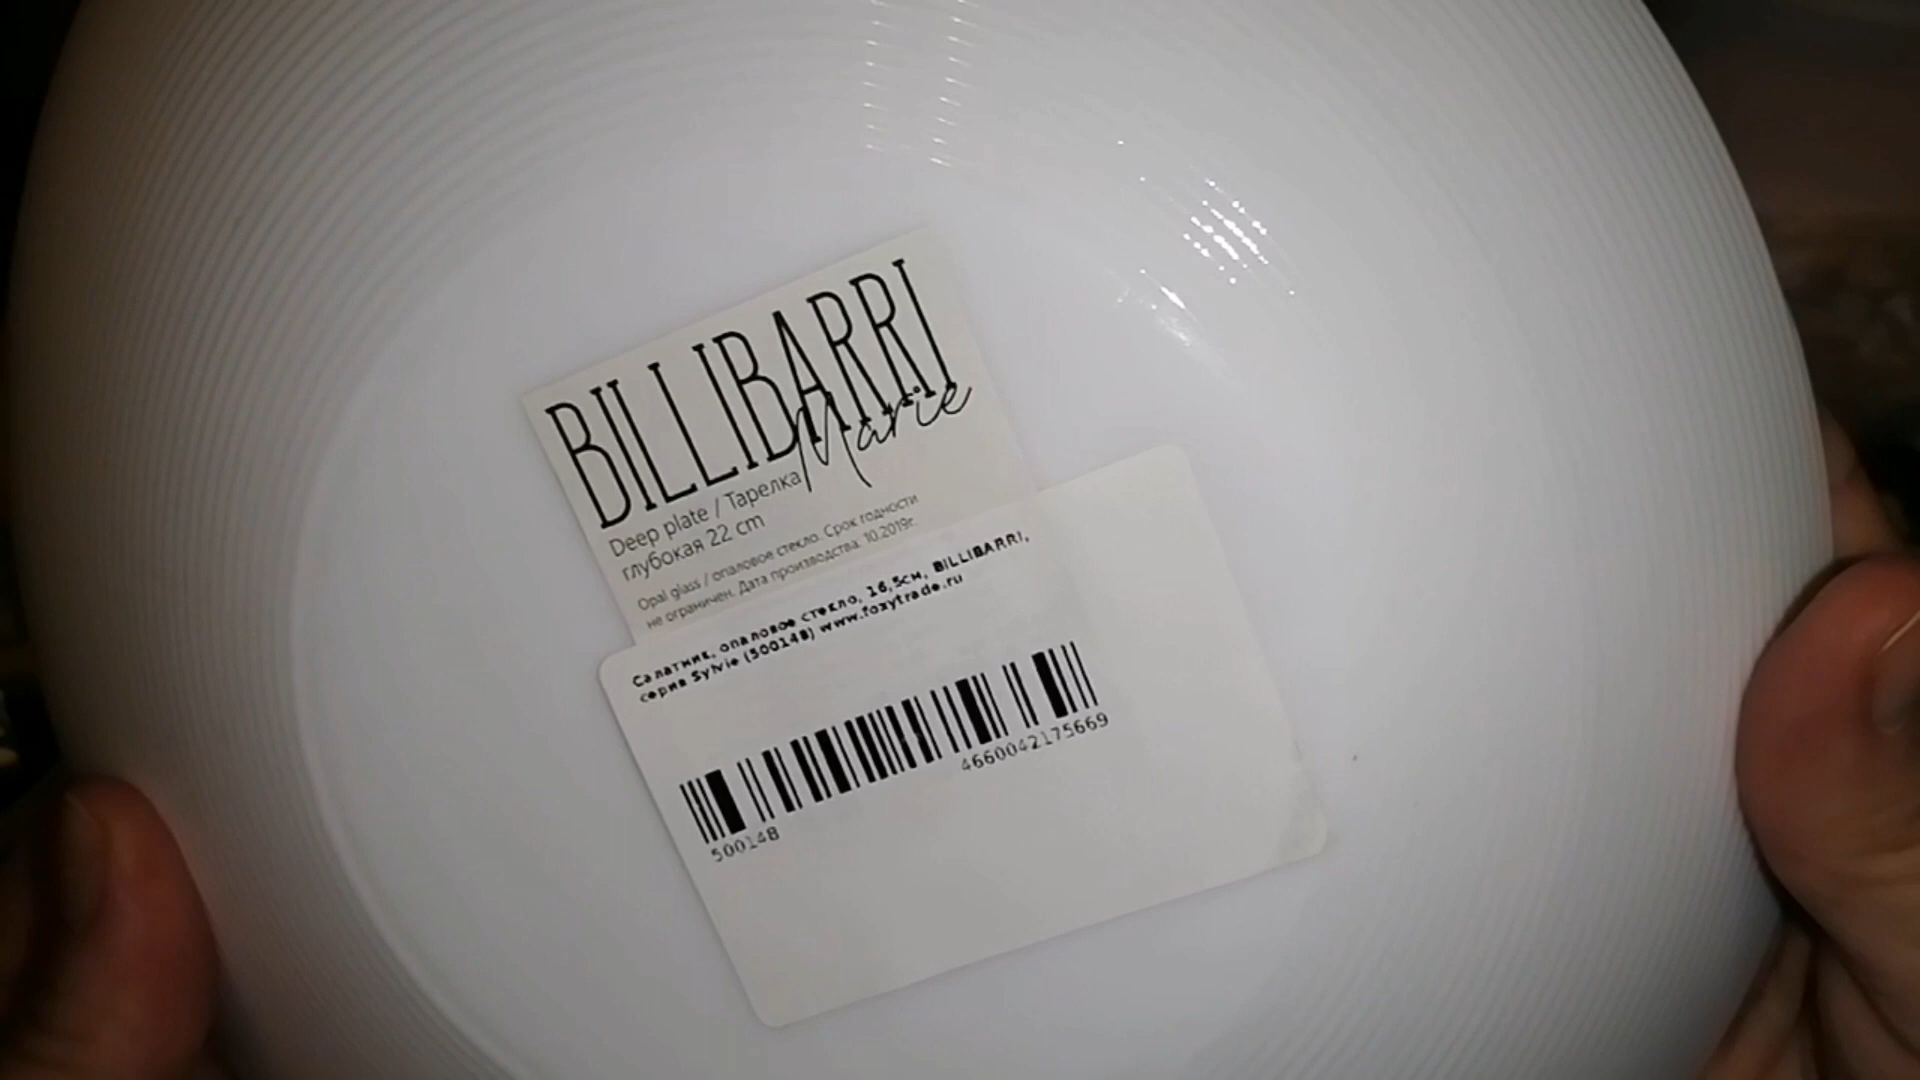 BILLIBARRI
Marie
Deep plate / Тарелка
глубокая 22 cm
Opal glass / опаловое стекло. Срок годности
не ограничен. Дата производства: 10.2019г.
Салатник, опаловое стекло, 16,5см, BILLIBARRI,
серия Sylvie (500148) www.foxytrade.ru
4660042175669
500148